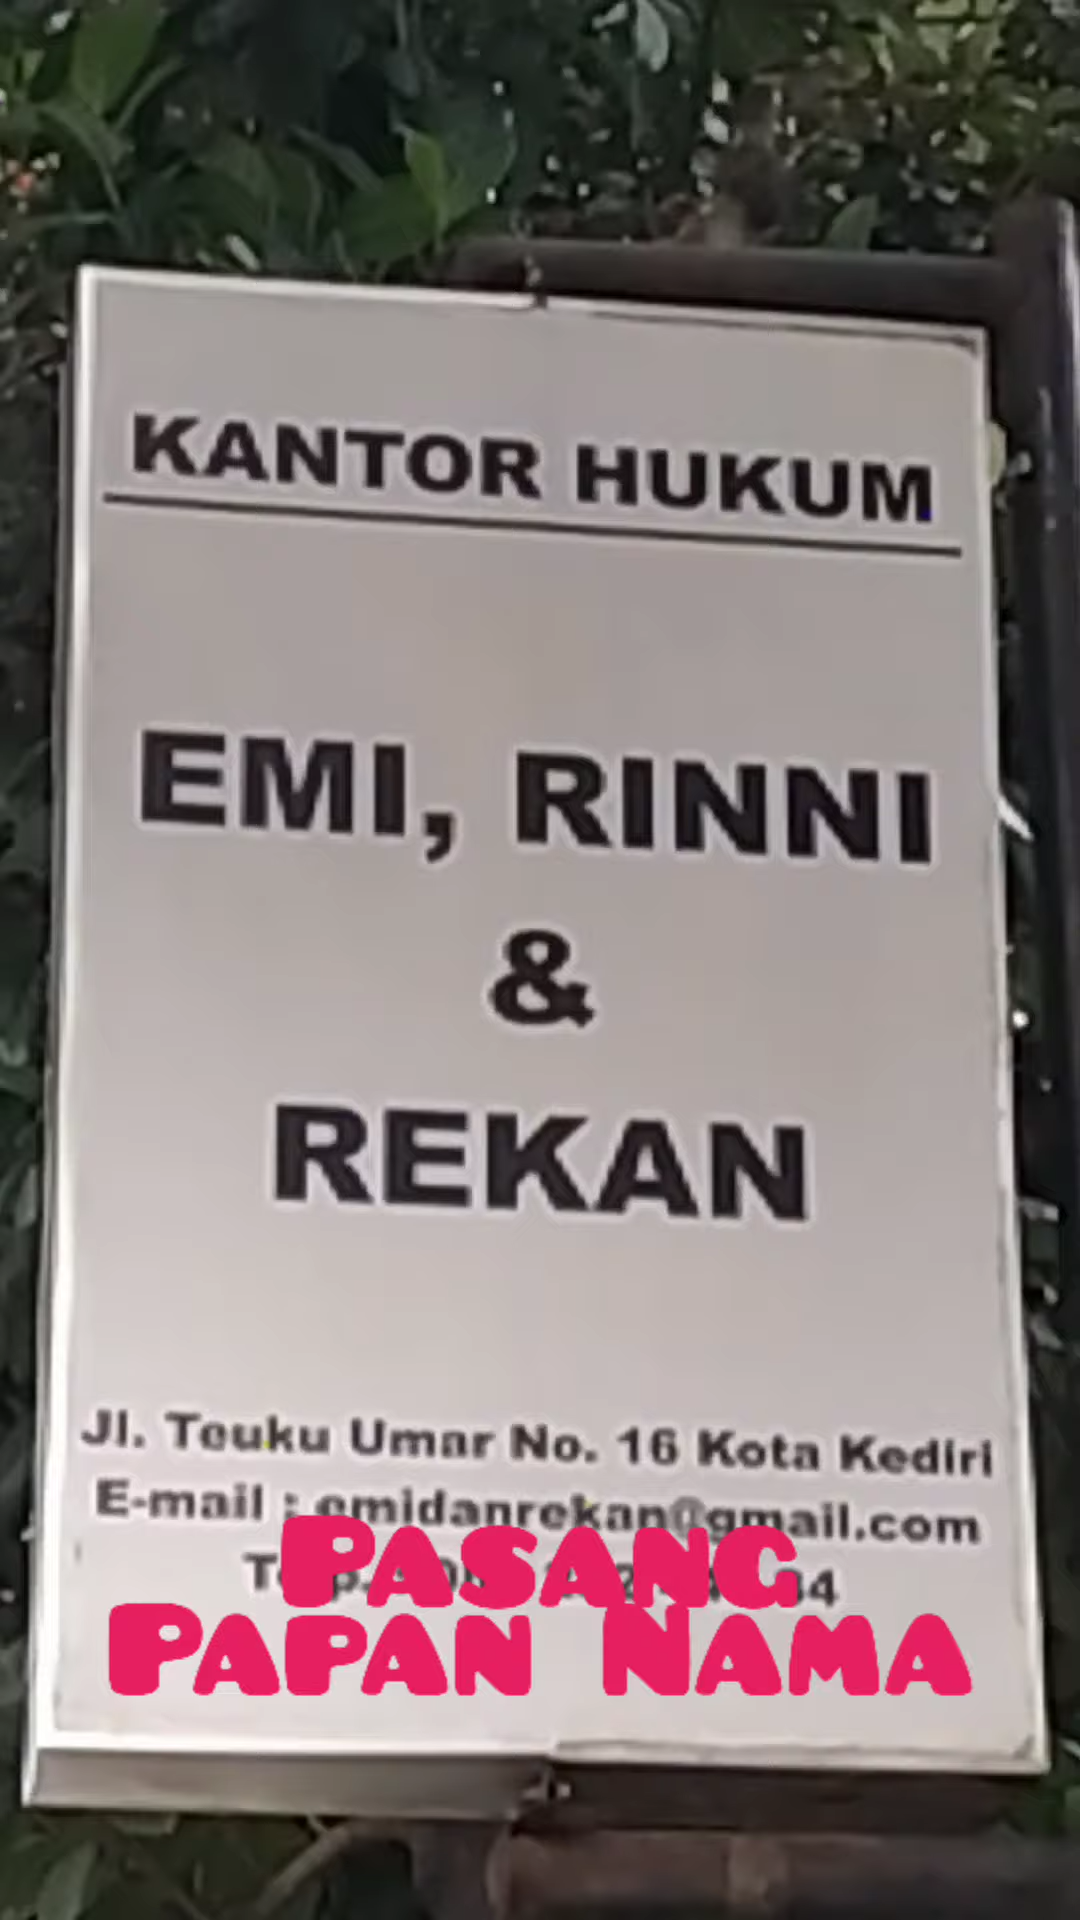 KANTOR HUKUM
EMI, RINNI
&
REKAN
Jl. Teuku Umar No. 16 Kota Kediri
E-mail : emidanrekan@gmail.com
PASANG
PAPAN NAMA